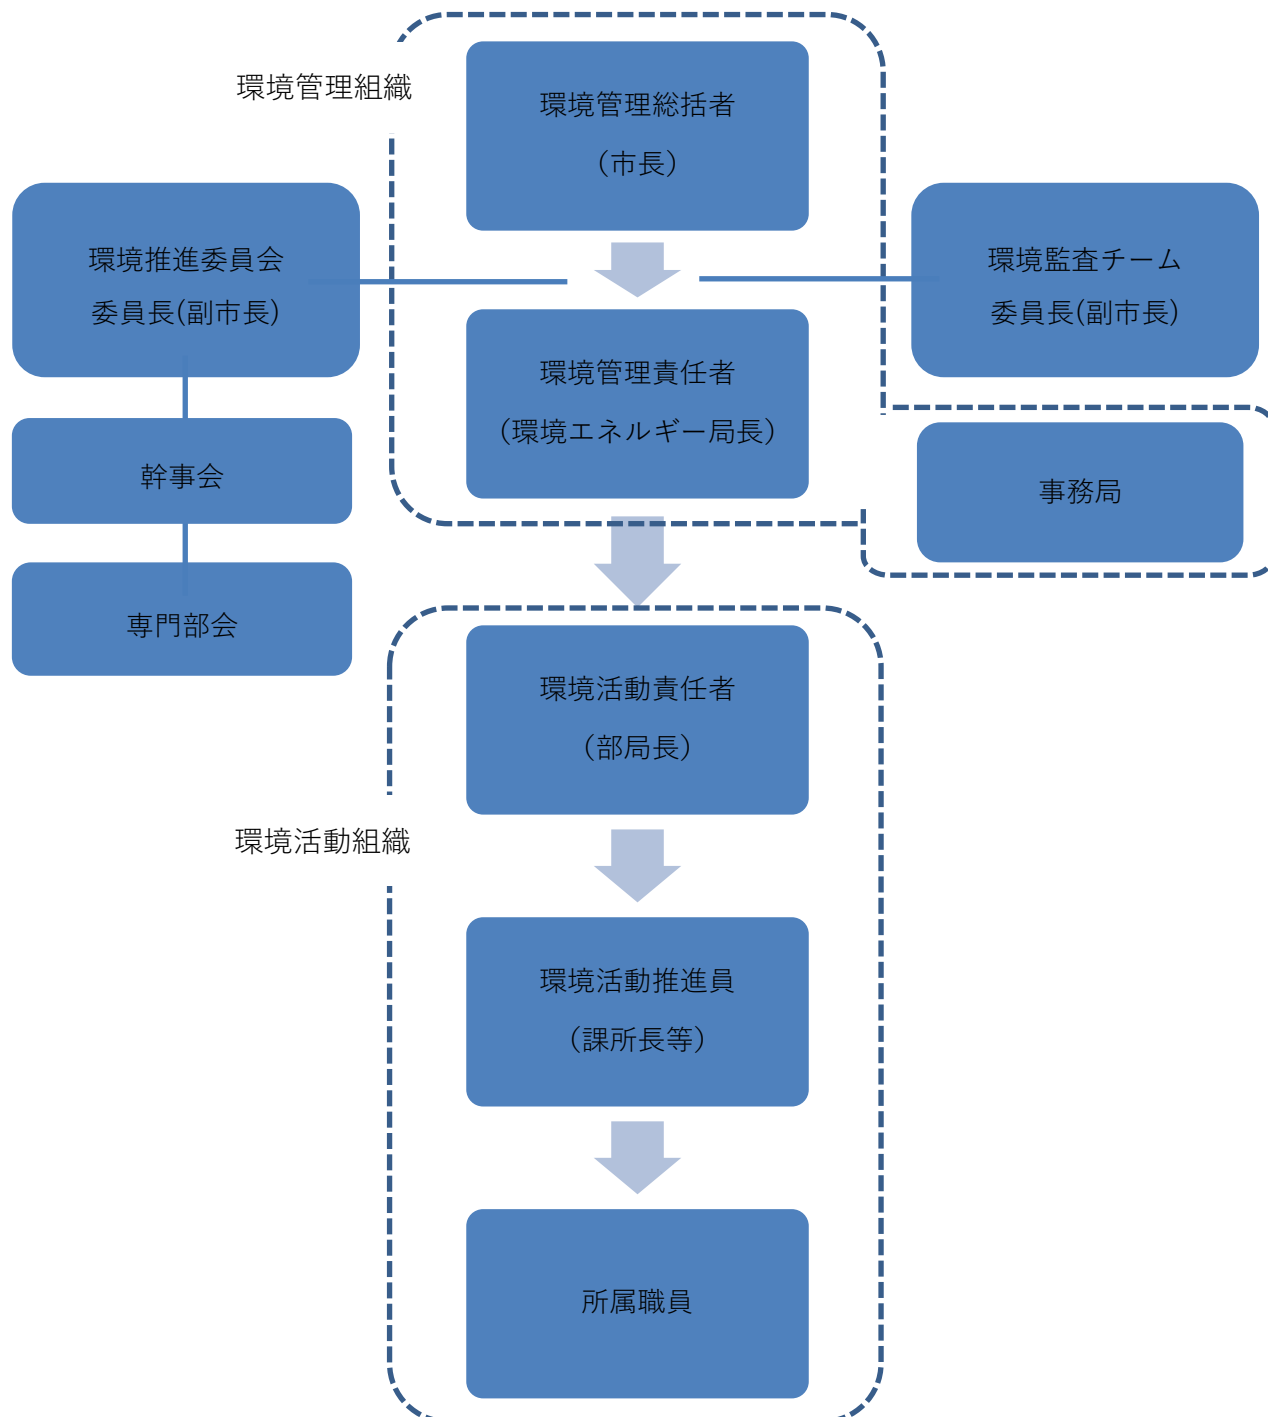 環境管理組織
環境管理総括者
（市長）
環境推進委員会
委員長(副市長)
環境監査チーム
委員長(副市長)
環境管理責任者
（環境エネルギー局長）
幹事会
事務局
専門部会
環境活動責任者
（部局長）
環境活動組織
環境活動推進員
（課所長等）
所属職員